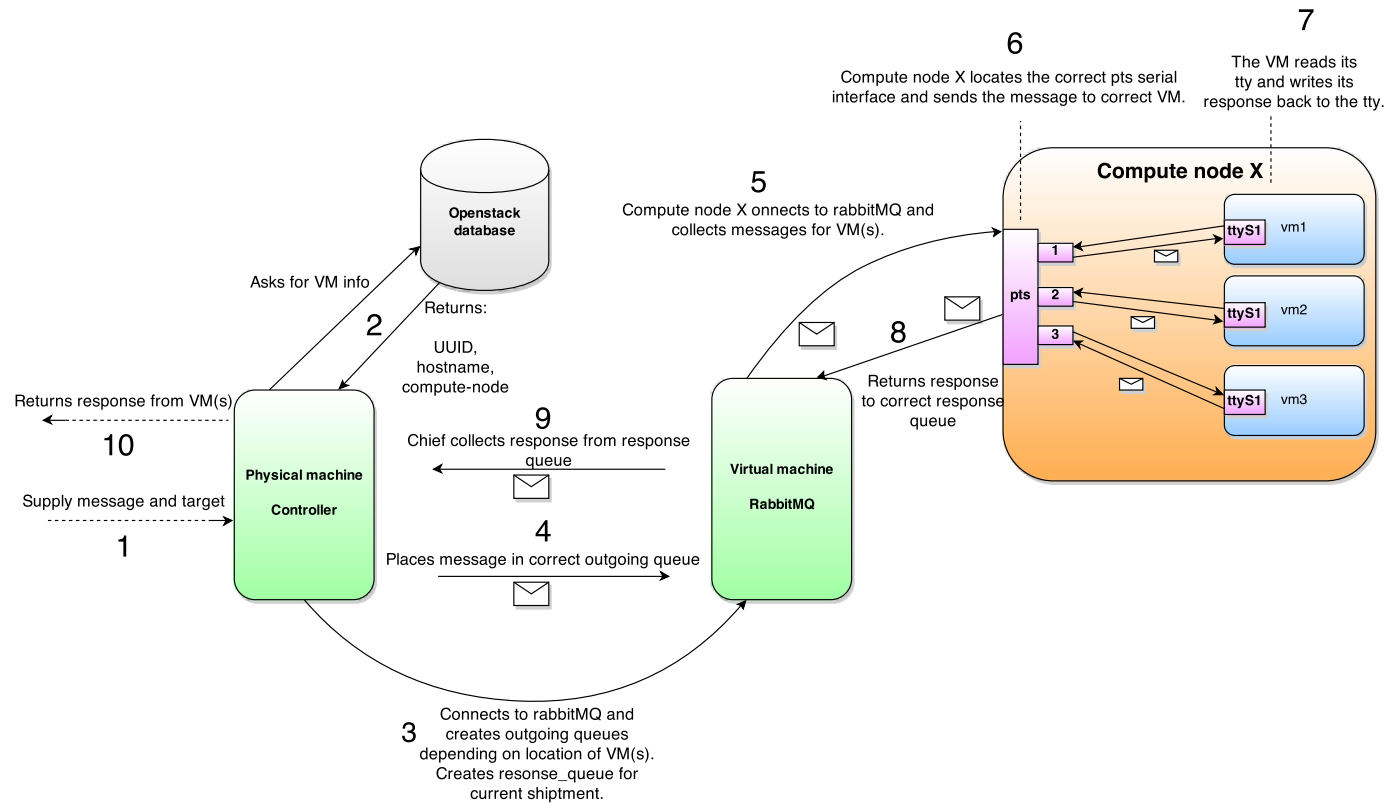 7
6
The VM reads its
tty and writes its
response back to the tty.
Compute node X locates the correct pts serial
interface and sends the message to correct VM.
Compute node X
5
Compute node X onnects to rabbitMQ and
collects messages for VM(s).
Openstack
database
ttyS1
vm1
1
pts
2
ttyS1
vm2
3
ttyS1
vm3
Asks for VM info
2
Returns:
UUID,
hostname,
compute-node
8
Returns response
to correct response
queue
Returns response from VM(s)
10
9
Chief collects response from response
queue
Physical machine
Controller
Virtual machine
RabbitMQ
Supply message and target
1
4
Places message in correct outgoing queue
3
Connects to rabbitMQ and
creates outgoing queues
depending on location of VM(s).
Creates resonse_queue for
current shiptment.